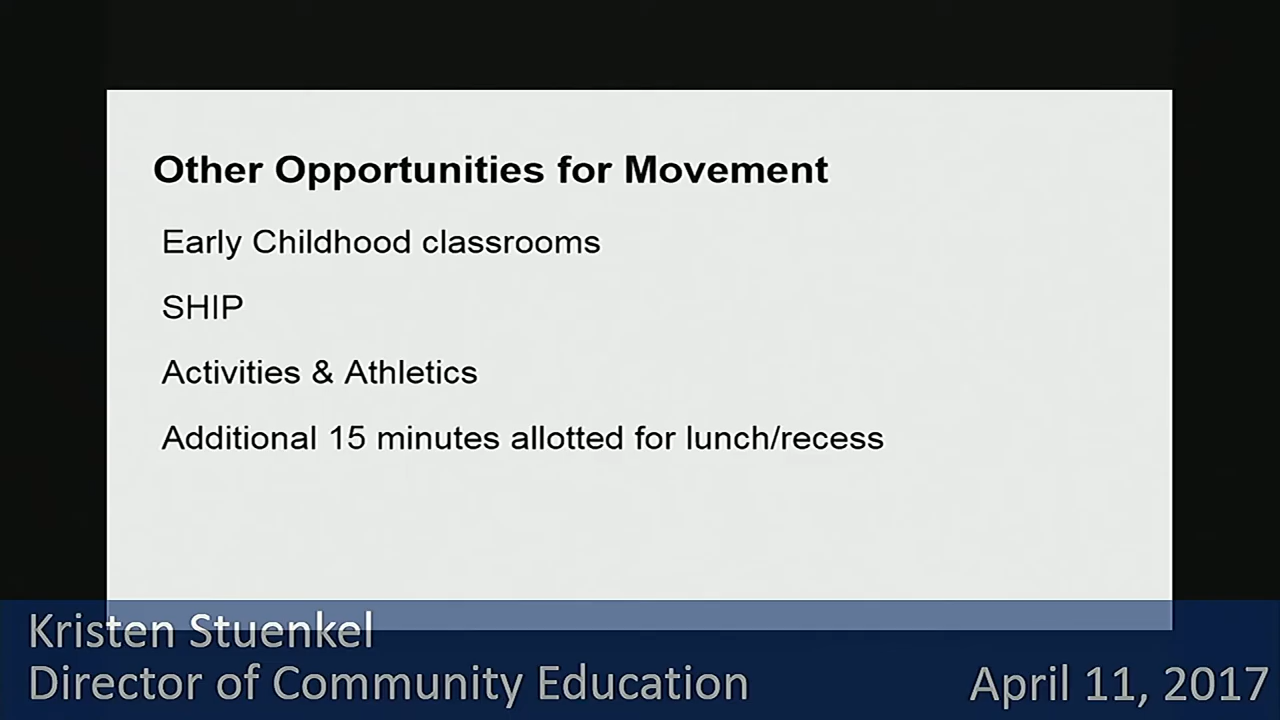 Other Opportunities for Movement
Early Childhood classrooms
SHIP
Activities & Athletics
Additional 15 minutes allotted for lunch/recess
Kristen Stuenkel
Director of Community Education
April 11, 2017